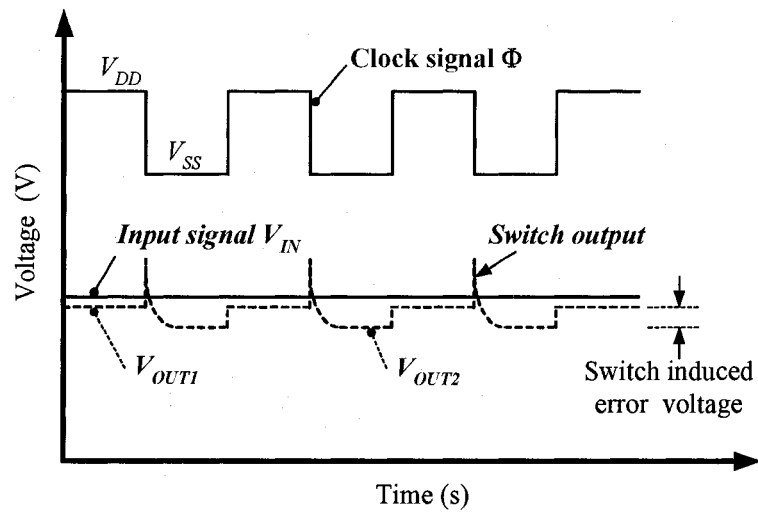 Clock signal Φ
V_DD
V_SS
Voltage (V)
Input signal V_IN
Switch output
V_OUT1
V_OUT2
Switch induced
error voltage
Time (s)